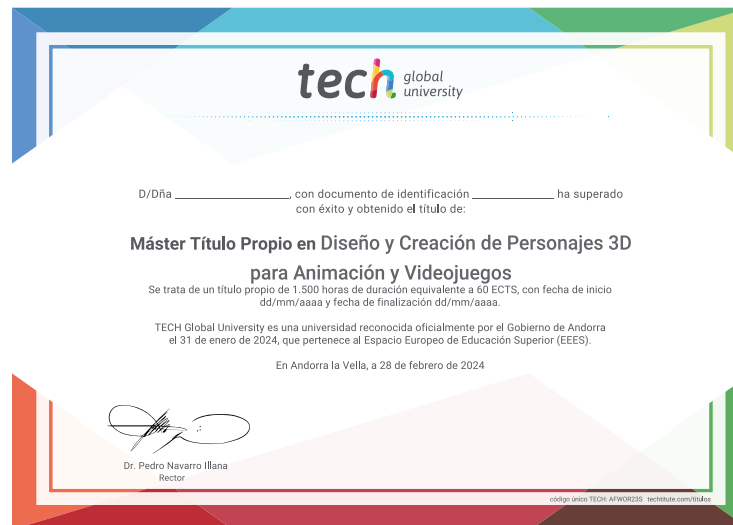 tech global university
D/Dña ____________________, con documento de identificación ______________ ha superado
con éxito y obtenido el título de:
Máster Título Propio en Diseño y Creación de Personajes 3D
para Animación y Videojuegos
Se trata de un título propio de 1.500 horas de duración equivalente a 60 ECTS, con fecha de inicio
dd/mm/aaaa y fecha de finalización dd/mm/aaaa.
TECH Global University es una universidad reconocida oficialmente por el Gobierno de Andorra
el 31 de enero de 2024, que pertenece al Espacio Europeo de Educación Superior (EEES).
En Andorra la Vella, a 28 de febrero de 2024
Dr. Pedro Navarro Illana
Rector
código único TECH: AFWOR23S techtitute.com/titulos